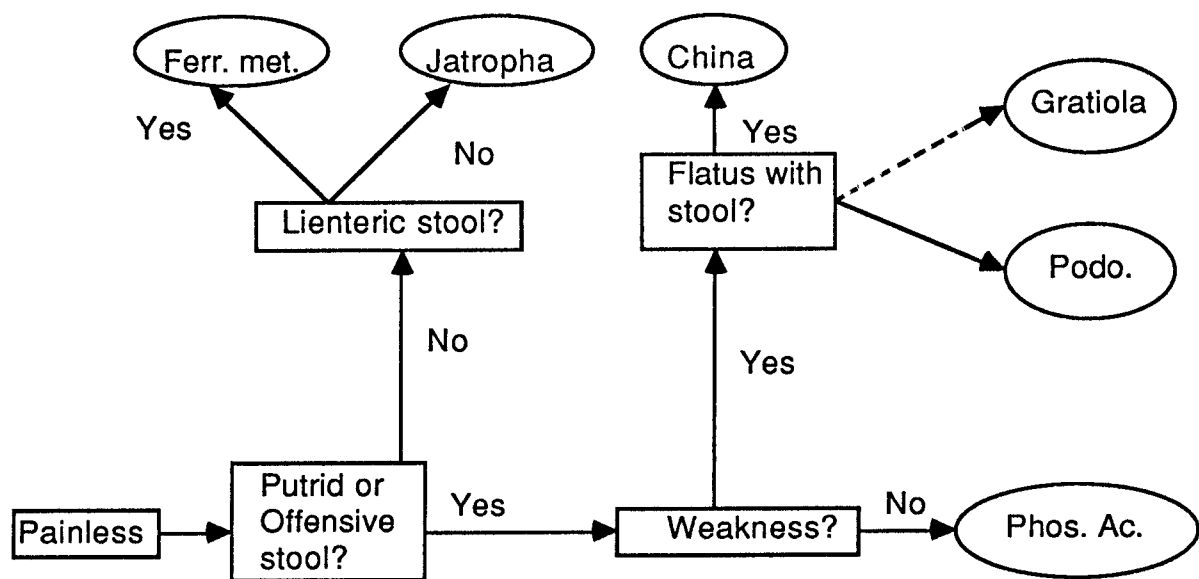 Ferr. met.
Jatropha
China
Gratiola
Yes
No
Yes
Lienteric stool?
Flatus with
stool?
Podo.
No
Yes
Painless
Putrid or
Offensive
stool?
Yes
Weakness?
No
Phos. Ac.